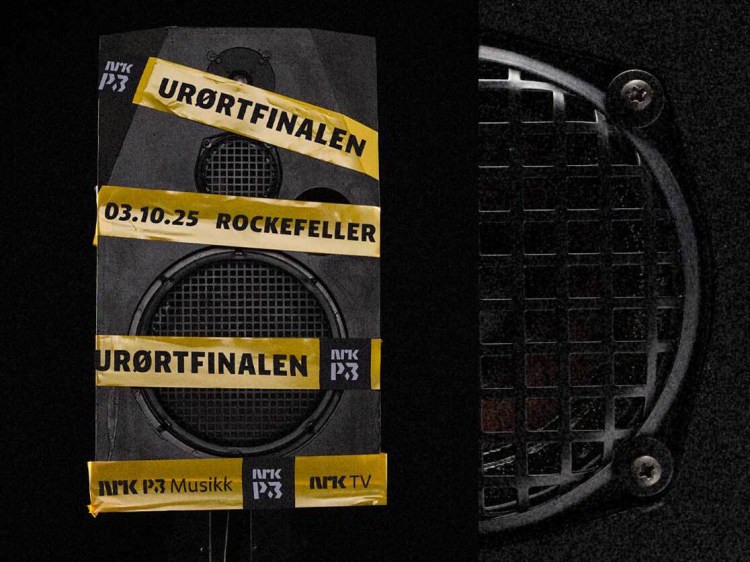 NRK
P3
URØRTFINALEN
03.10.25 ROCKEFELLER
URØRTFINALEN NRK P3
NRK P3 Musikk NRK P3 NRK TV